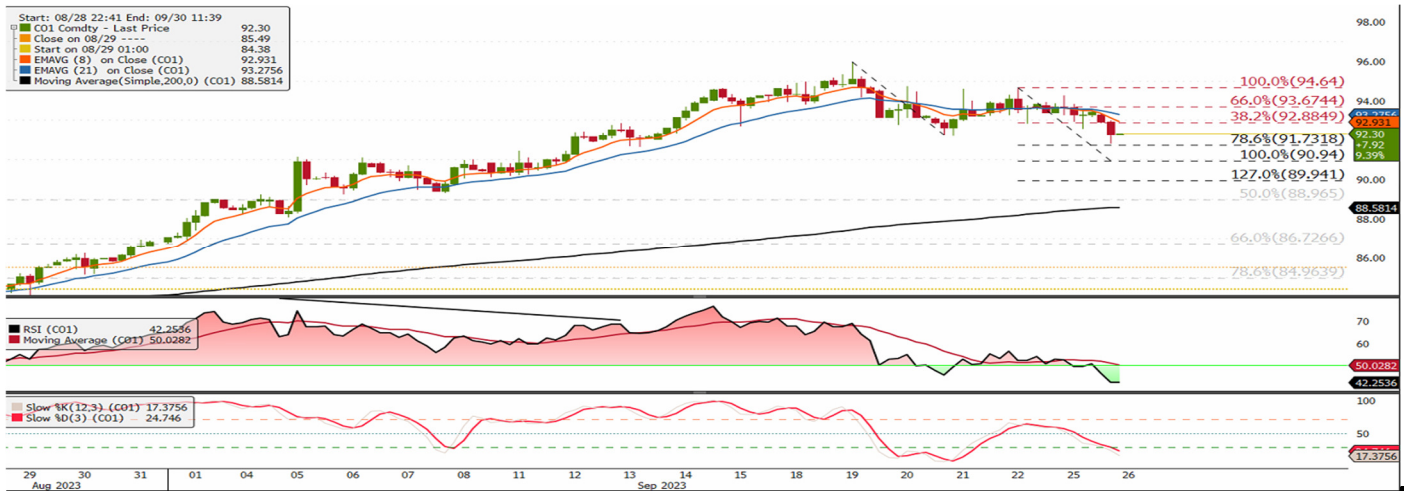 Start: 08/28 22:41 End: 09/30 11:39
CO1 Comdty - Last Price 92.30
Close on 08/29 ---- 85.49
Start on 08/29 01:00 84.38
EMAVG (8) on Close (CO1) 92.931
EMAVG (21) on Close (CO1) 93.2756
Moving Average(Simple,200,0) (CO1) 88.5814
98.00
96.00
100.0%(94.64)
94.00
66.0%(93.6744)
38.2%(92.8849)
92.931
92.30
+7.92
9.39%
78.6%(91.7318)
100.0%(90.94)
127.0%(89.941)
90.00
50.0%(88.965)
88.5814
88.00
66.0%(86.7266)
86.00
78.6%(84.9639)
RSI (CO1) 42.2536
Moving Average (CO1) 50.0282
70
60
50.0282
42.2536
Slow %K(12,3) (CO1) 17.3756
Slow %D(3) (CO1) 24.746
100
50
17.3756
29 30 31 01 04 05 06 07 08 11 12 13 14 15 18 19 20 21 22 25 26
Aug 2023 Sep 2023